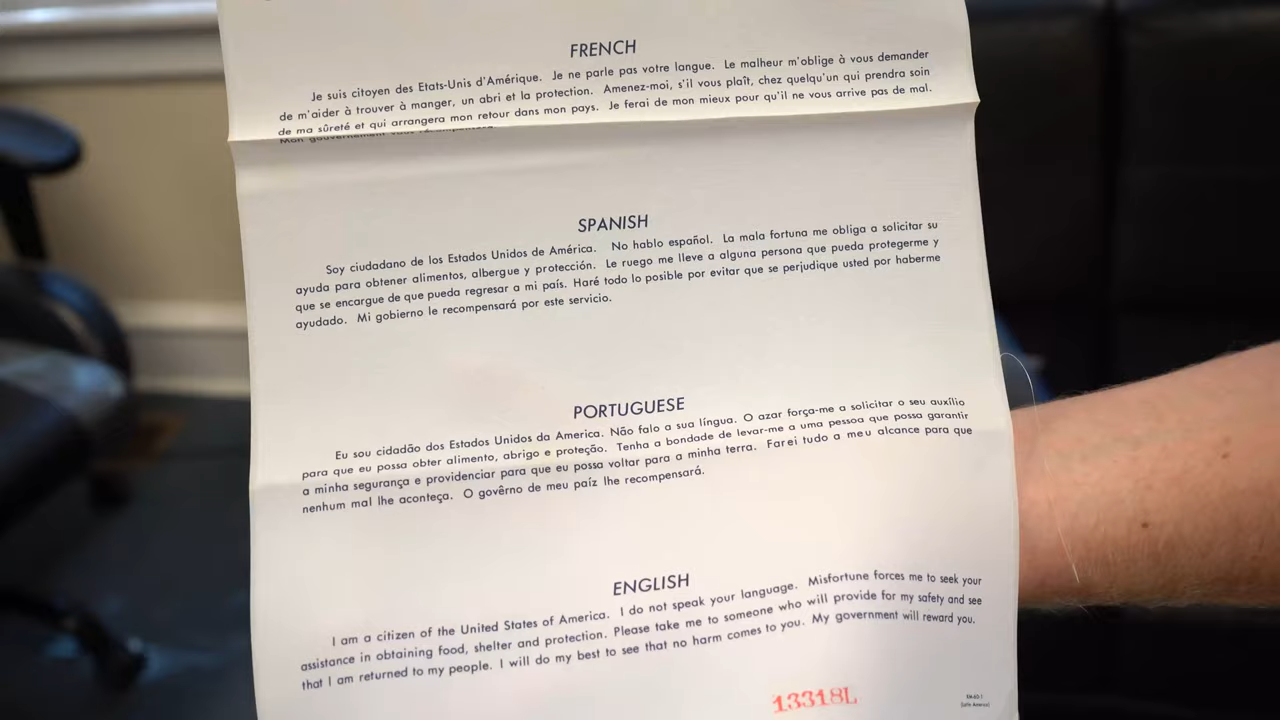 FRENCH
Je suis citoyen des Etats-Unis d'Amérique. Je ne parle pas votre langue. Le malheur m'oblige à vous demander
de m'aider à trouver à manger, un abri et la protection. Amenez-moi, s'il vous plaît, chez quelqu'un qui prendra soin
de ma sûreté et qui arrangera mon retour dans mon pays. Je ferai de mon mieux pour qu'il ne vous arrive pas de mal.
Mon gouvernement vous récompensera.
SPANISH
Soy ciudadano de los Estados Unidos de América. No hablo español. La mala fortuna me obliga a solicitar su
ayuda para obtener alimentos, albergue y protección. Le ruego me lleve a alguna persona que pueda protegerme y
que se encargue de que pueda regresar a mi país. Haré todo lo posible por evitar que se perjudique usted por haberme
ayudado. Mi gobierno le recompensará por este servicio.
PORTUGUESE
Eu sou cidadão dos Estados Unidos da America. Não falo a sua língua. O azar força-me a solicitar o seu auxílio
para que eu possa obter alimento, abrigo e proteção. Tenha a bondade de levar-me a uma pessoa que possa garantir
a minha segurança e providenciar para que eu possa voltar para a minha terra. Farei tudo a meu alcance para que
nenhum mal lhe aconteça. O govêrno de meu paíz lhe recompensará.
ENGLISH
I am a citizen of the United States of America. I do not speak your language. Misfortune forces me to seek your
assistance in obtaining food, shelter and protection. Please take me to someone who will provide for my safety and see
that I am returned to my people. I will do my best to see that no harm comes to you. My government will reward you.
13318L
(Latin America)